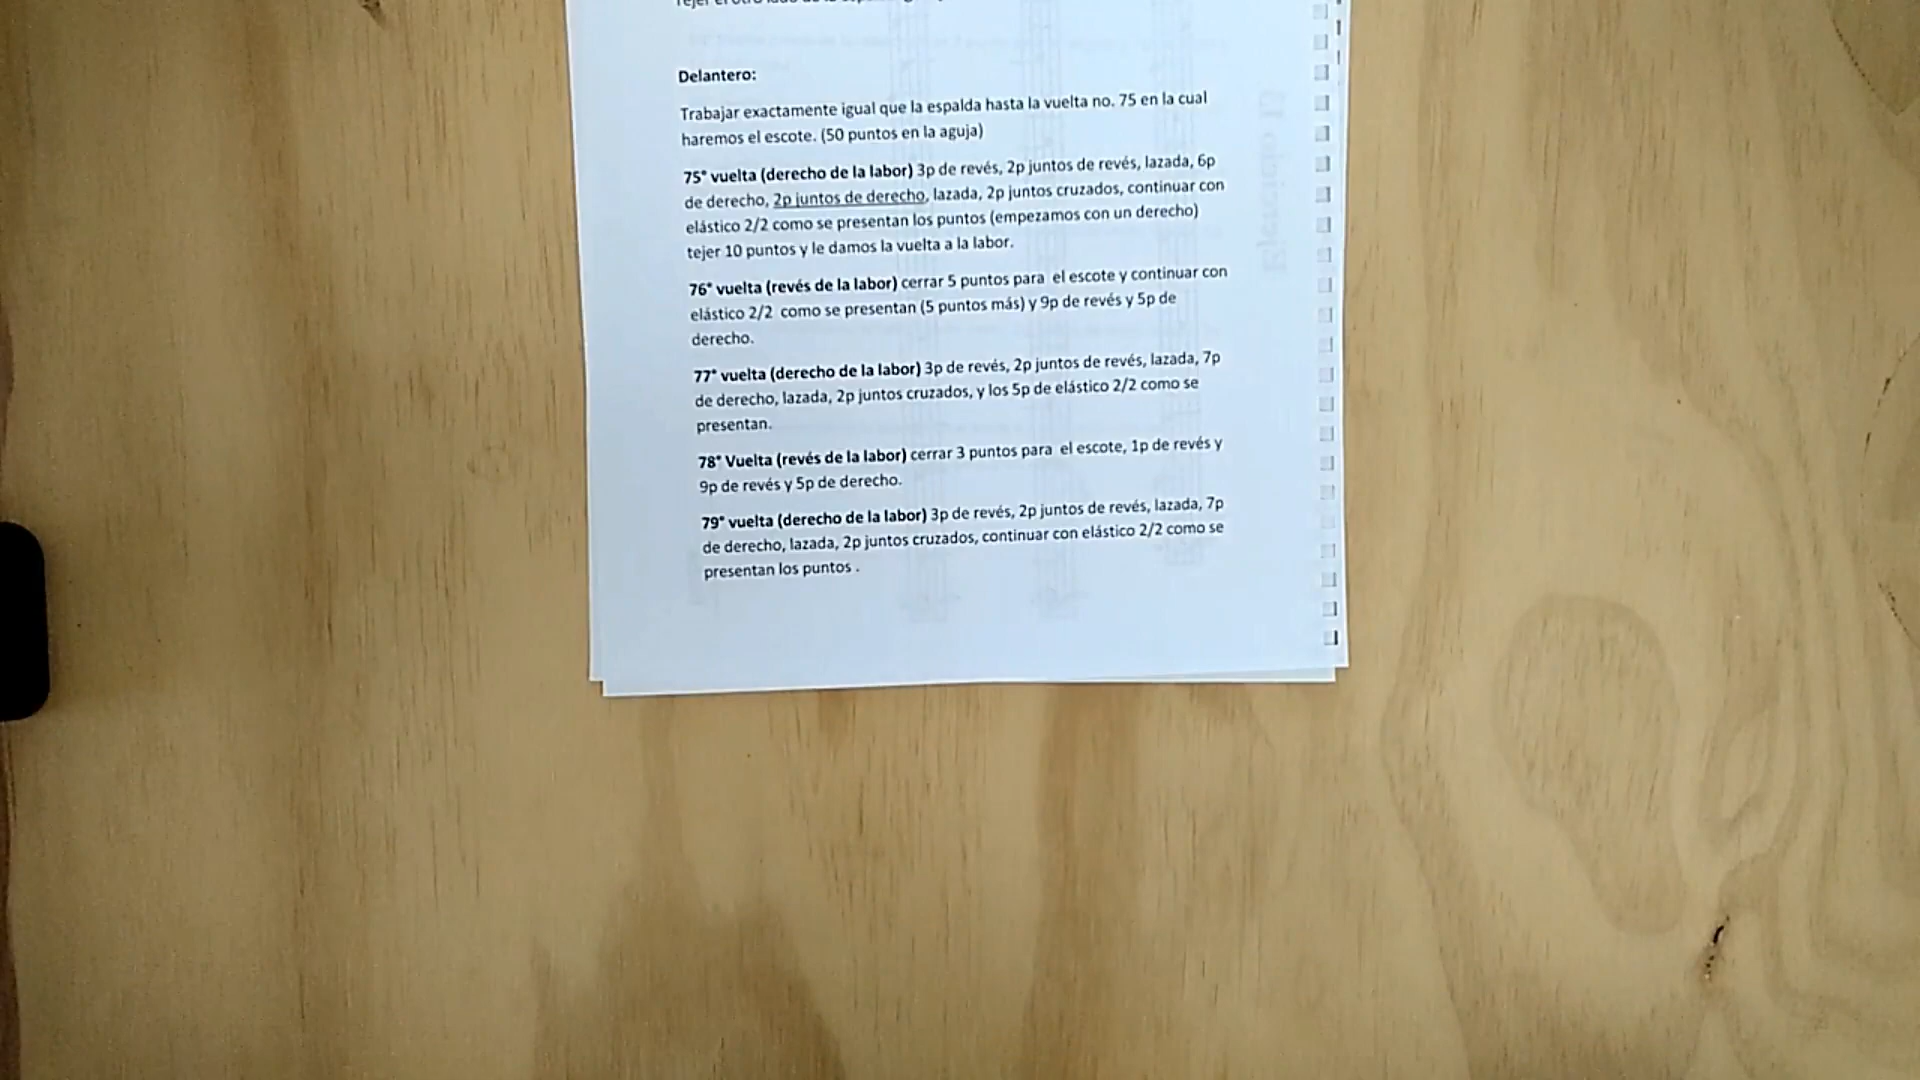 Delantero:
Trabajar exactamente igual que la espalda hasta la vuelta no. 75 en la cual
haremos el escote. (50 puntos en la aguja)
75° vuelta (derecho de la labor) 3p de revés, 2p juntos de revés, lazada, 6p
de derecho, 2p juntos de derecho, lazada, 2p juntos cruzados, continuar con
elástico 2/2 como se presentan los puntos (empezamos con un derecho)
tejer 10 puntos y le damos la vuelta a la labor.
76° vuelta (revés de la labor) cerrar 5 puntos para el escote y continuar con
elástico 2/2 como se presentan (5 puntos más) y 9p de revés y 5p de
derecho.
77° vuelta (derecho de la labor) 3p de revés, 2p juntos de revés, lazada, 7p
de derecho, lazada, 2p juntos cruzados, y los 5p de elástico 2/2 como se
presentan.
78° Vuelta (revés de la labor) cerrar 3 puntos para el escote, 1p de revés y
9p de revés y 5p de derecho.
79° vuelta (derecho de la labor) 3p de revés, 2p juntos de revés, lazada, 7p
de derecho, lazada, 2p juntos cruzados, continuar con elástico 2/2 como se
presentan los puntos .